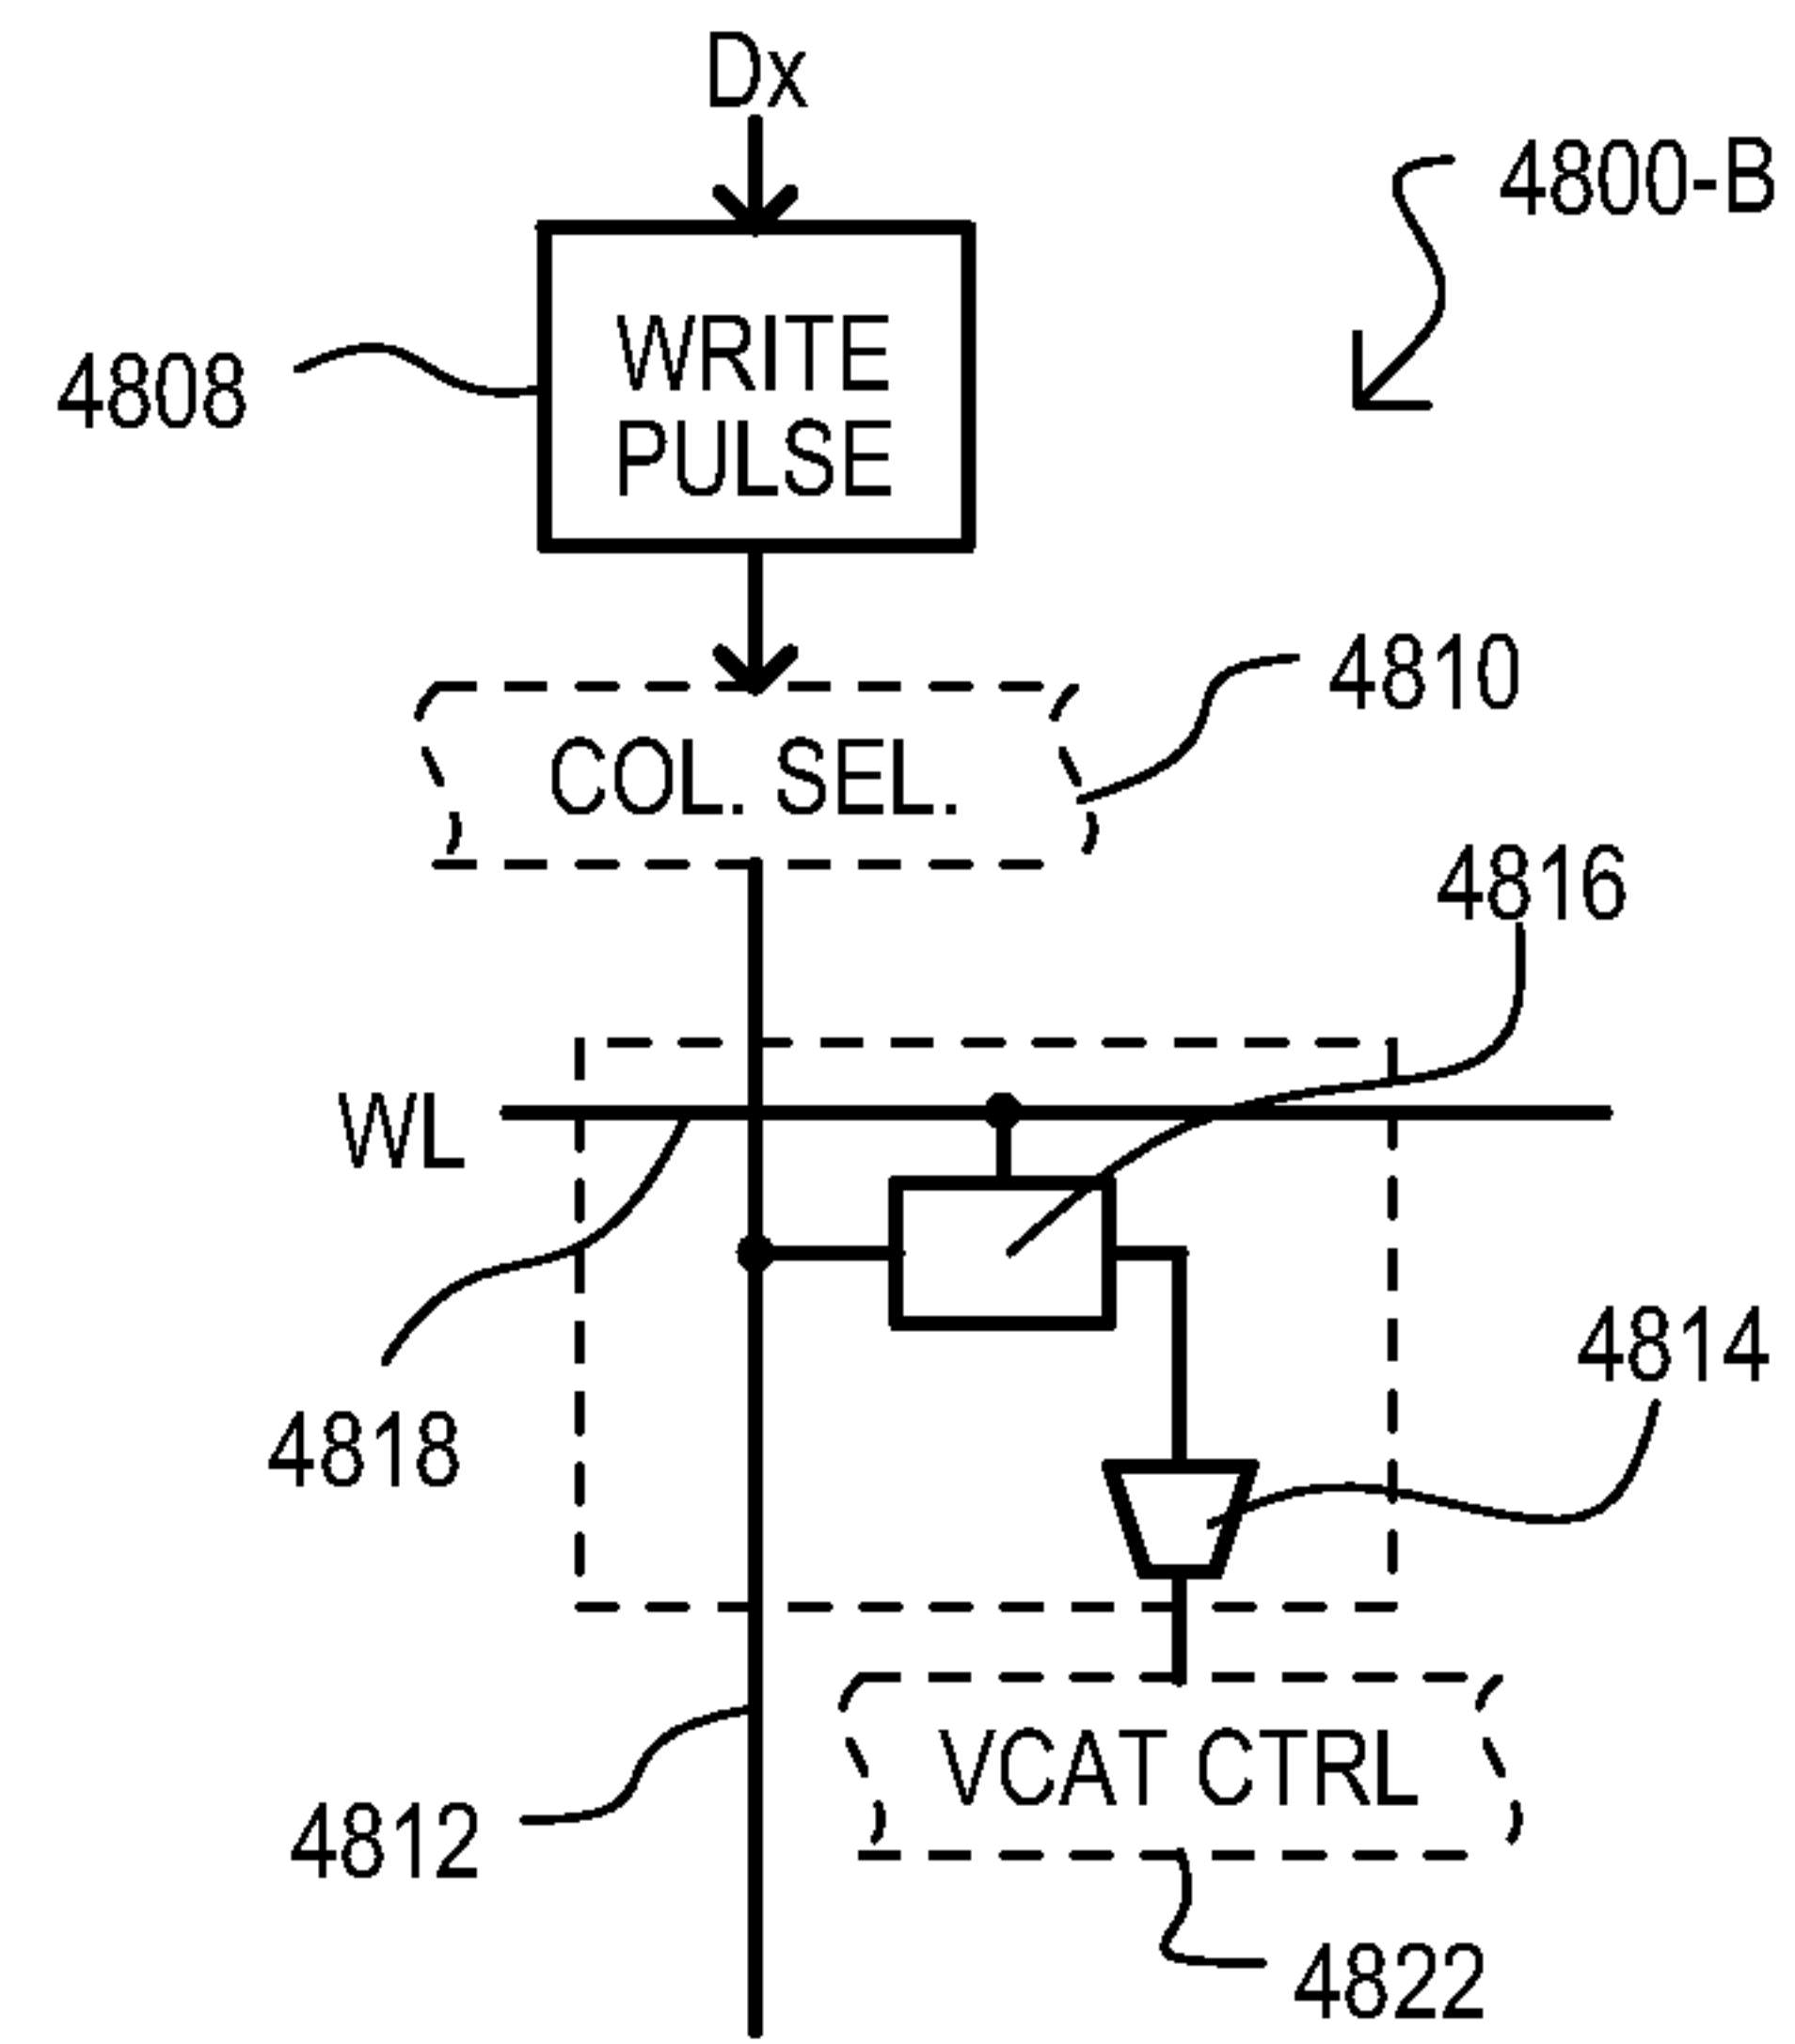 Dx
4800-B
WRITE
PULSE
4808
4810
COL. SEL.
4816
WL
4814
4818
VCAT CTRL
4812
4822